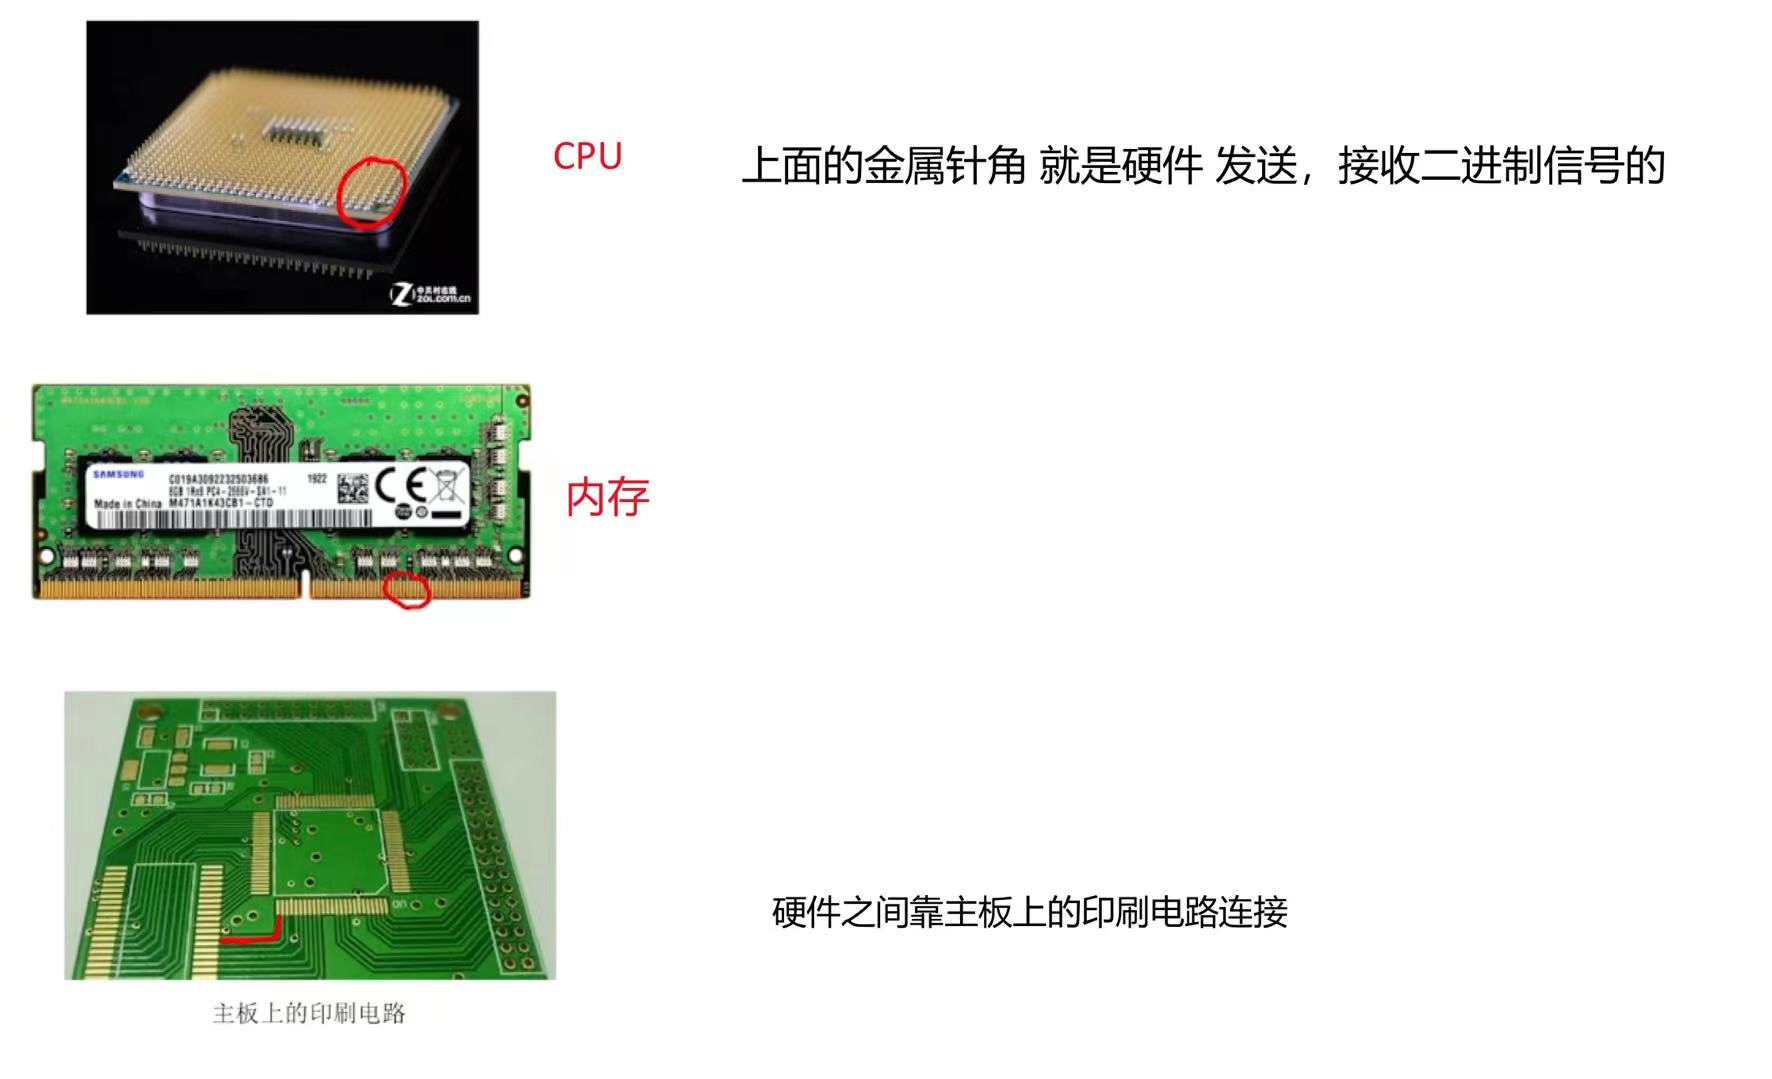 CPU
上面的金属针角 就是硬件 发送，接收二进制信号的
中关村在线
ZOL.COM.CN
SAMSUNG
C019A3092232503686
1922
8GB 1Rx8 PC4-2666V-SA1-11
Made in China M471A1K43CB1-CTD
CE
内存
硬件之间靠主板上的印刷电路连接
主板上的印刷电路